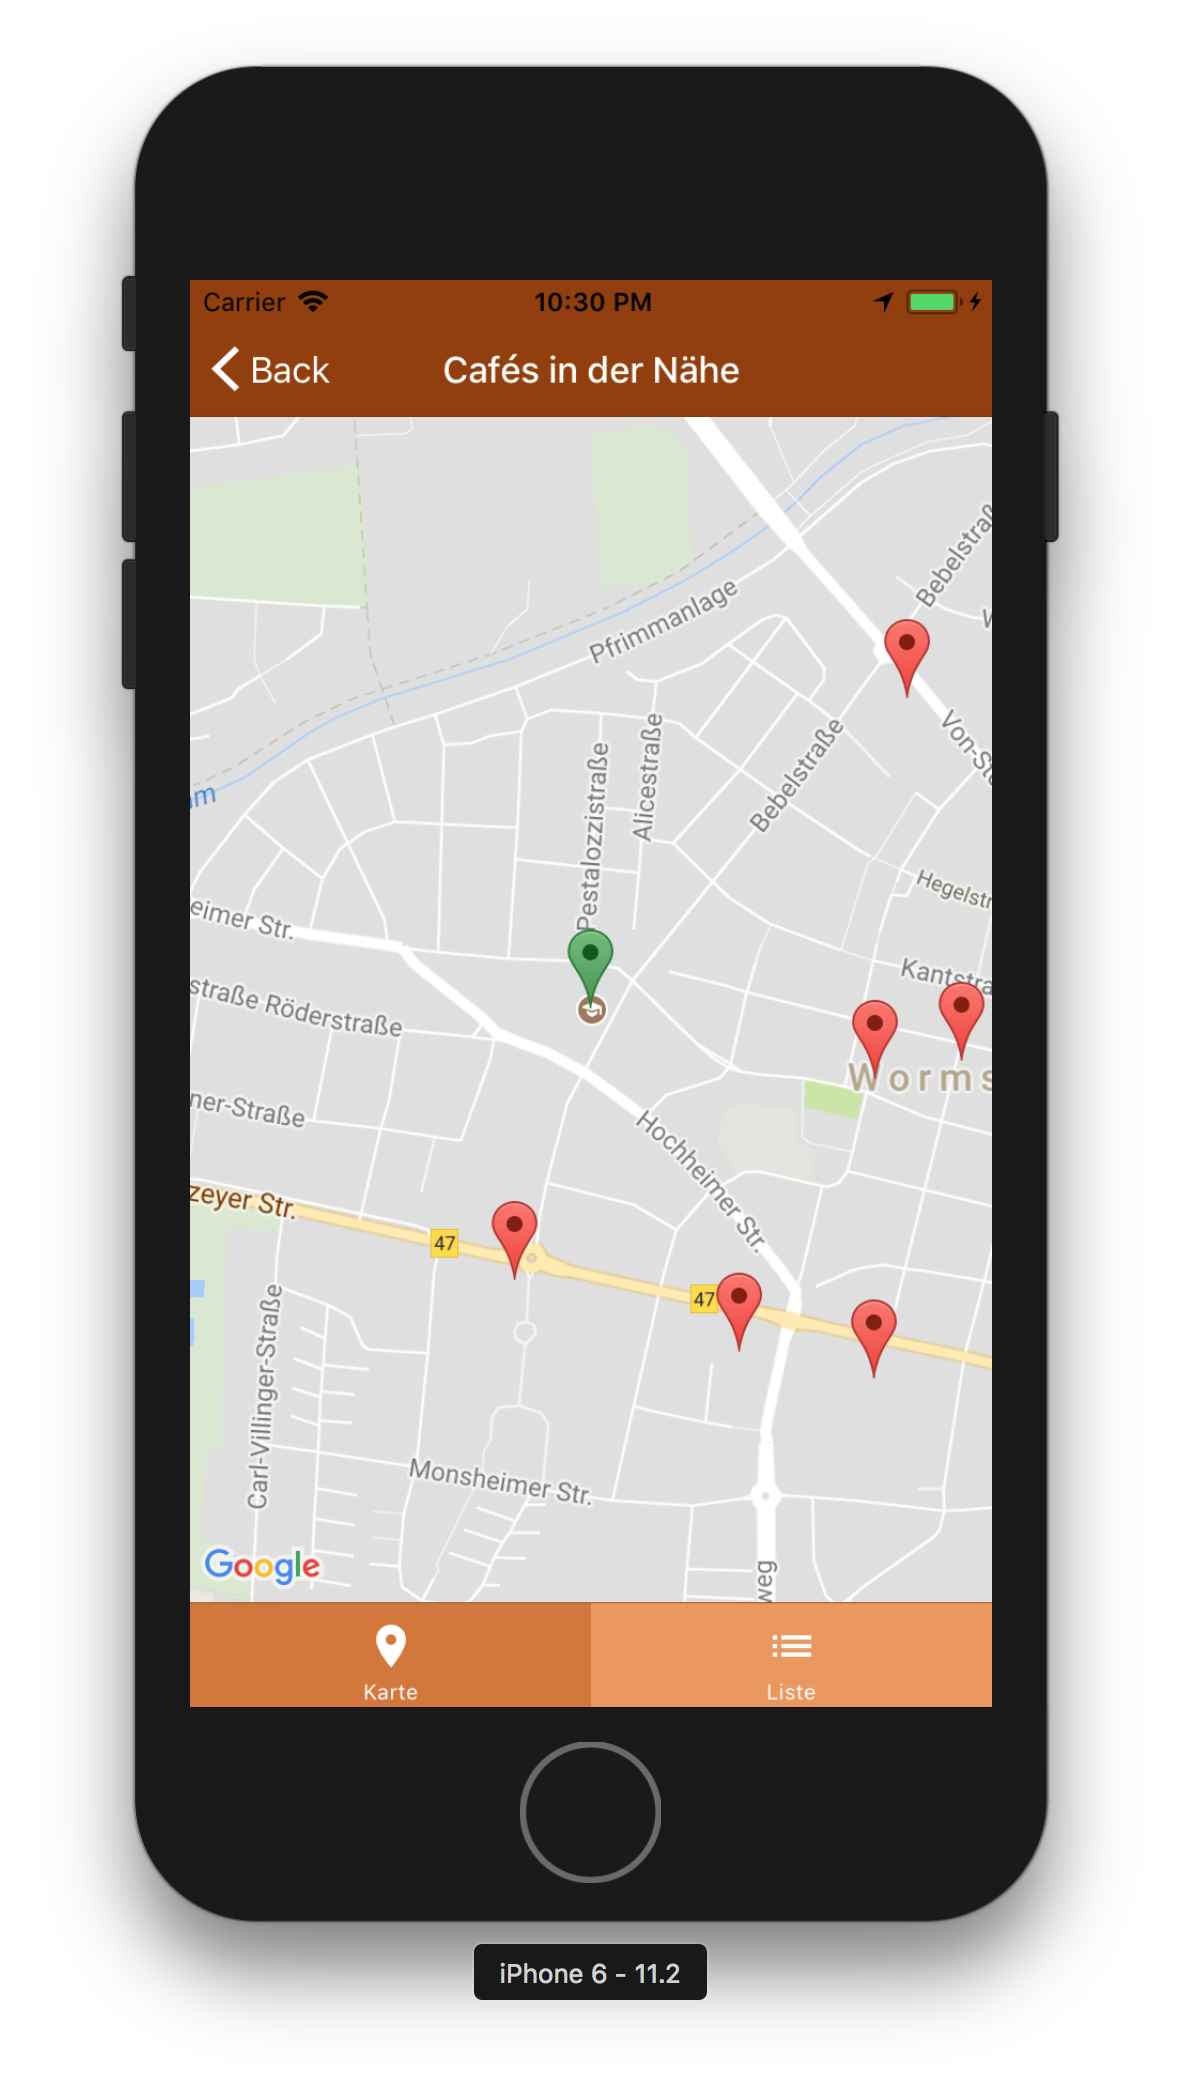 Carrier 10:30 PM
Back Cafés in der Nähe
Bebelstraß
Pfrimmanlage
Von-Ste
Alicestraße
Pestalozzistraße
Bebelstraße
Hegelstr
eimer Str.
Kantstra
straße Röderstraße
Worms
ner-Straße
Hochheimer Str.
zeyer Str.
47
47
Carl-Villinger-Straße
Monsheimer Str.
weg
Google
Karte Liste
iPhone 6 - 11.2